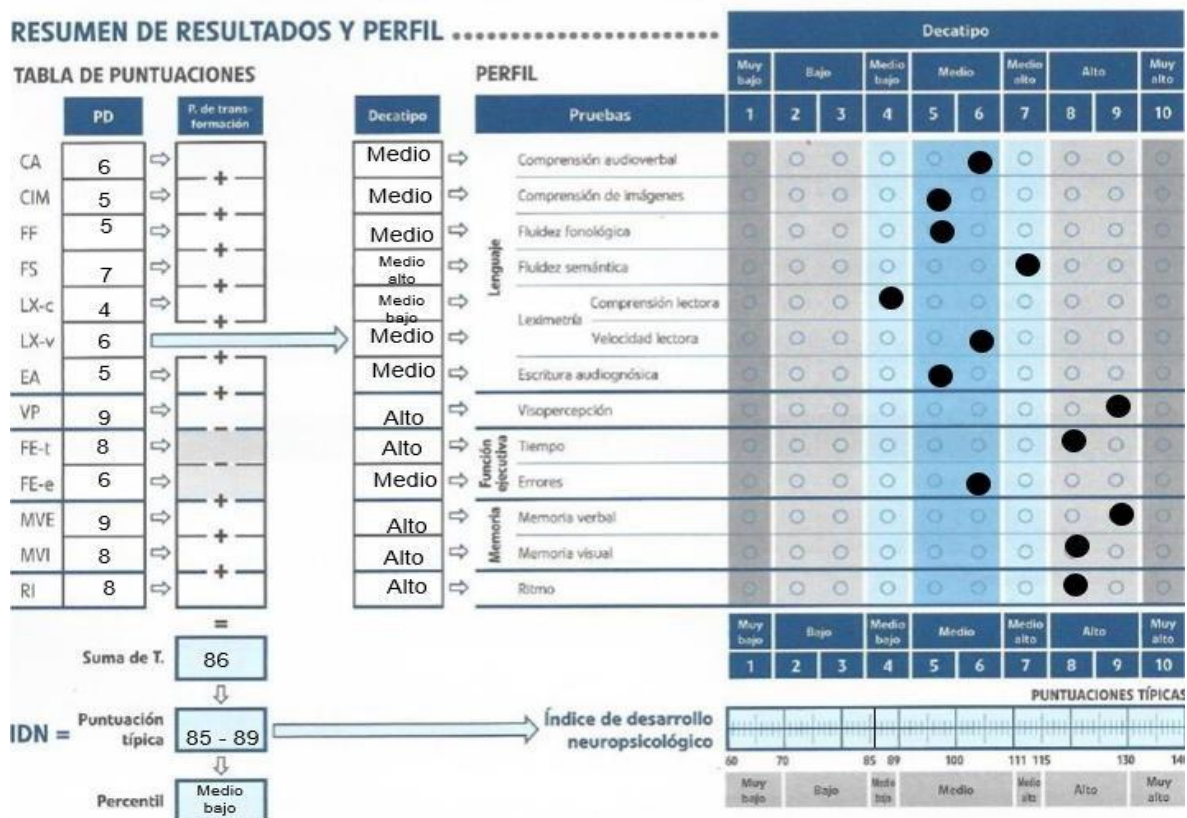 RESUMEN DE RESULTADOS Y PERFIL
Decatipo
TABLA DE PUNTUACIONES
PERFIL
Muy bajo Bajo Medio bajo Medio Medio alto Alto Muy alto
PD P. de trans-formación Decatipo Pruebas 1 2 3 4 5 6 7 8 9 10
CA 6 + Medio Comprensión audioverbal
CIM 5 + Medio Comprensión de imágenes
FF 5 + Medio Fluidez fonológica
FS 7 + Medio alto Fluidez semántica
LX-c 4 + Medio bajo Comprensión lectora
Lenguaje
Leximetría
LX-v 6 + Medio Velocidad lectora
EA 5 + Medio Escritura audiognósica
VP 9 - Alto Visopercepción
FE-t 8 - Alto Tiempo
Función ejecutiva
FE-e 6 + Medio Errores
MVE 9 + Alto Memoria verbal
Memoria
MVI 8 + Alto Memoria visual
RI 8 Alto Ritmo
=
Muy bajo Bajo Medio bajo Medio Medio alto Alto Muy alto
Suma de T. 86
1 2 3 4 5 6 7 8 9 10
PUNTUACIONES TÍPICAS
IDN = Puntuación típica 85 - 89 Índice de desarrollo neuropsicológico
60 70 85 89 100 111 115 130 140
Percentil Medio bajo
Muy bajo Bajo Medio bajo Medio Medio alto Alto Muy alto